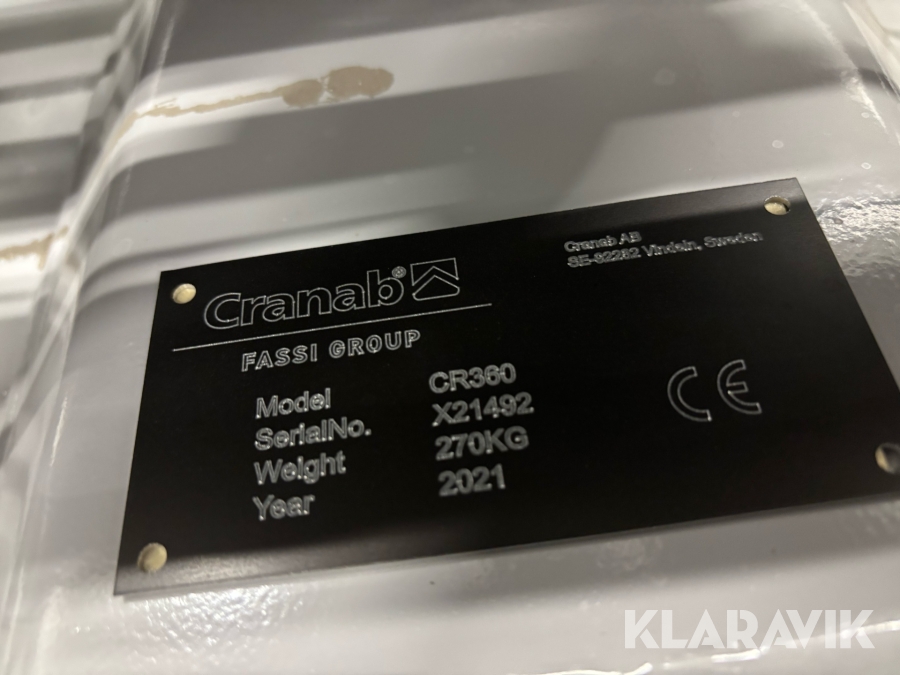 Cranab®
FASSI GROUP
Cranab AB
SE-92282 Vindeln, Sweden
Model CR360
SerialNo. X21492
Weight 270KG
Year 2021
CE
KLARAVIK